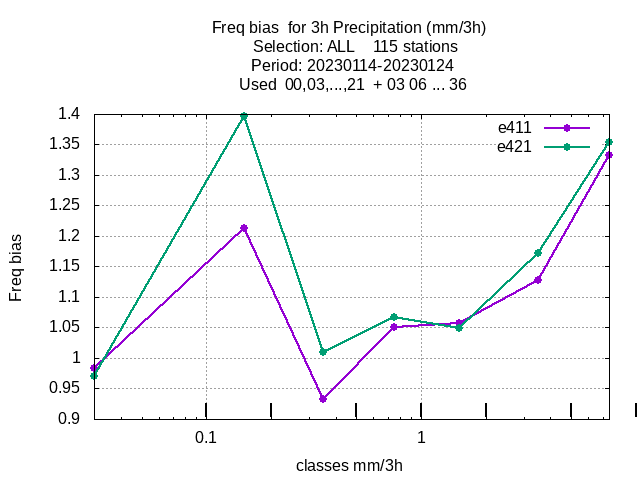 Freq bias  for 3h Precipitation (mm/3h)
Selection: ALL    115 stations
Period: 20230114-20230124
Used  00,03,...,21  + 03 06 ... 36
1.4
1.35
1.3
1.25
1.2
1.15
1.1
1.05
1
0.95
0.9
Freq bias
e411
e421
0.1 1
classes mm/3h